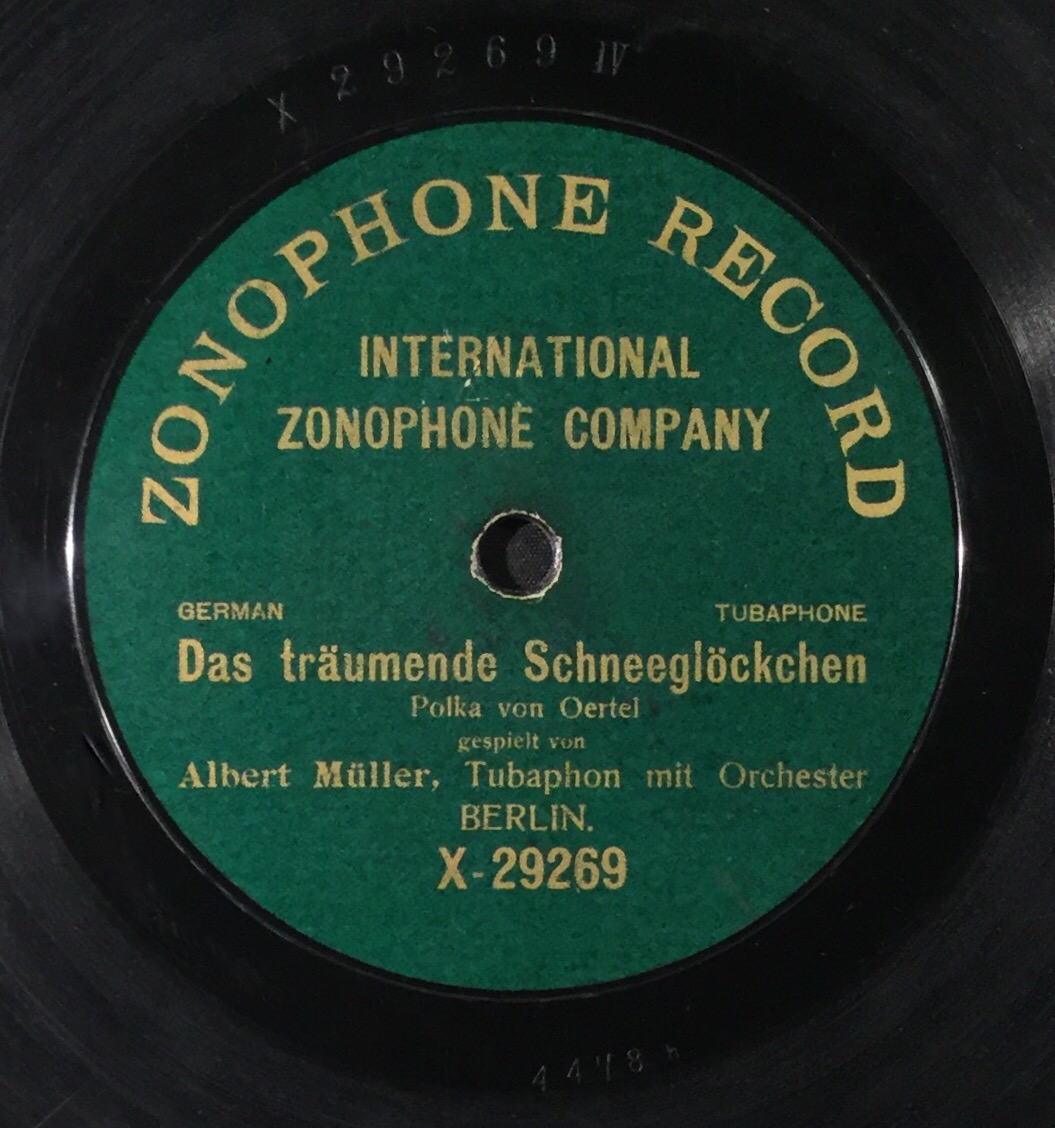 X 29269 IV
ZONOPHONE RECORD
INTERNATIONAL
ZONOPHONE COMPANY
GERMAN TUBAPHONE
Das träumende Schneeglöckchen
Polka von Oertel
gespielt von
Albert Müller, Tubaphon mit Orchester
BERLIN.
X-29269